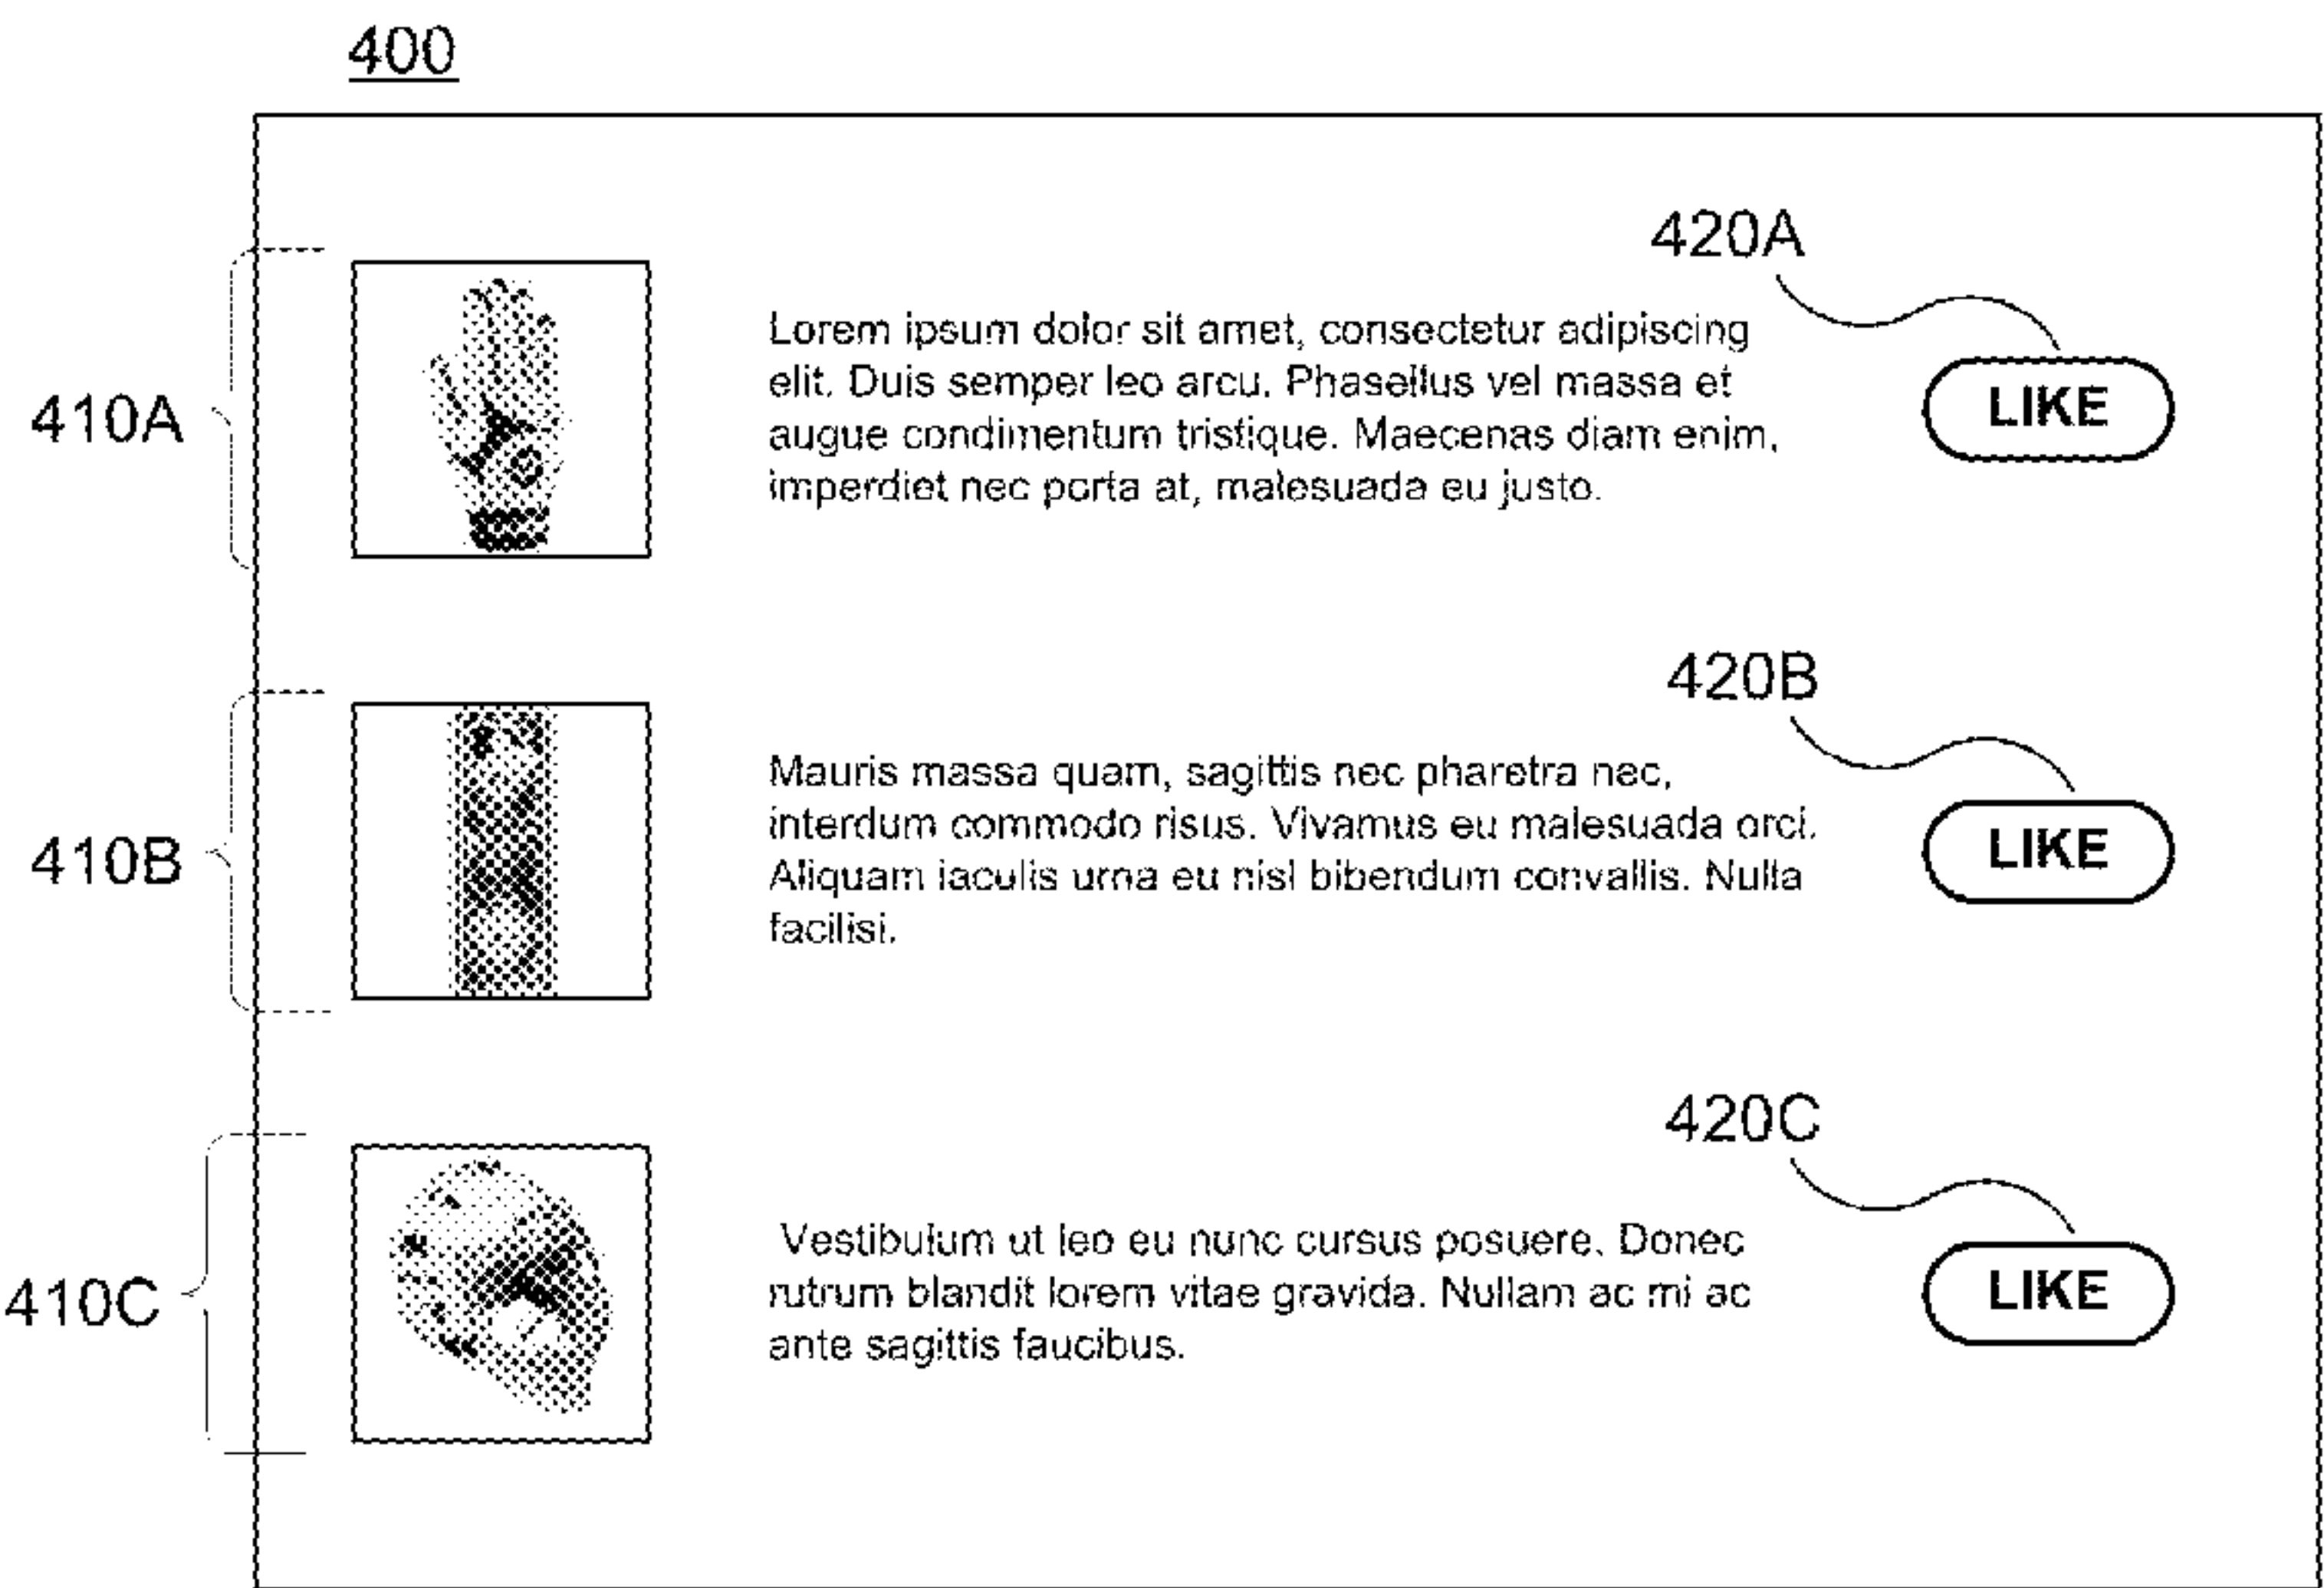 400
420A
410A
Lorem ipsum dolor sit amet, consectetur adipiscing
elit. Duis semper leo arcu. Phasellus vel massa et
augue condimentum tristique. Maecenas diam enim,
imperdiet nec porta at, malesuada eu justo.
LIKE
420B
410B
Mauris massa quam, sagittis nec pharetra nec,
interdum commodo risus. Vivamus eu malesuada orci.
Aliquam iaculis urna eu nisl bibendum convallis. Nulla
facilisi.
LIKE
420C
410C
Vestibulum ut leo eu nunc cursus posuere. Donec
rutrum blandit lorem vitae gravida. Nullam ac mi ac
ante sagittis faucibus.
LIKE